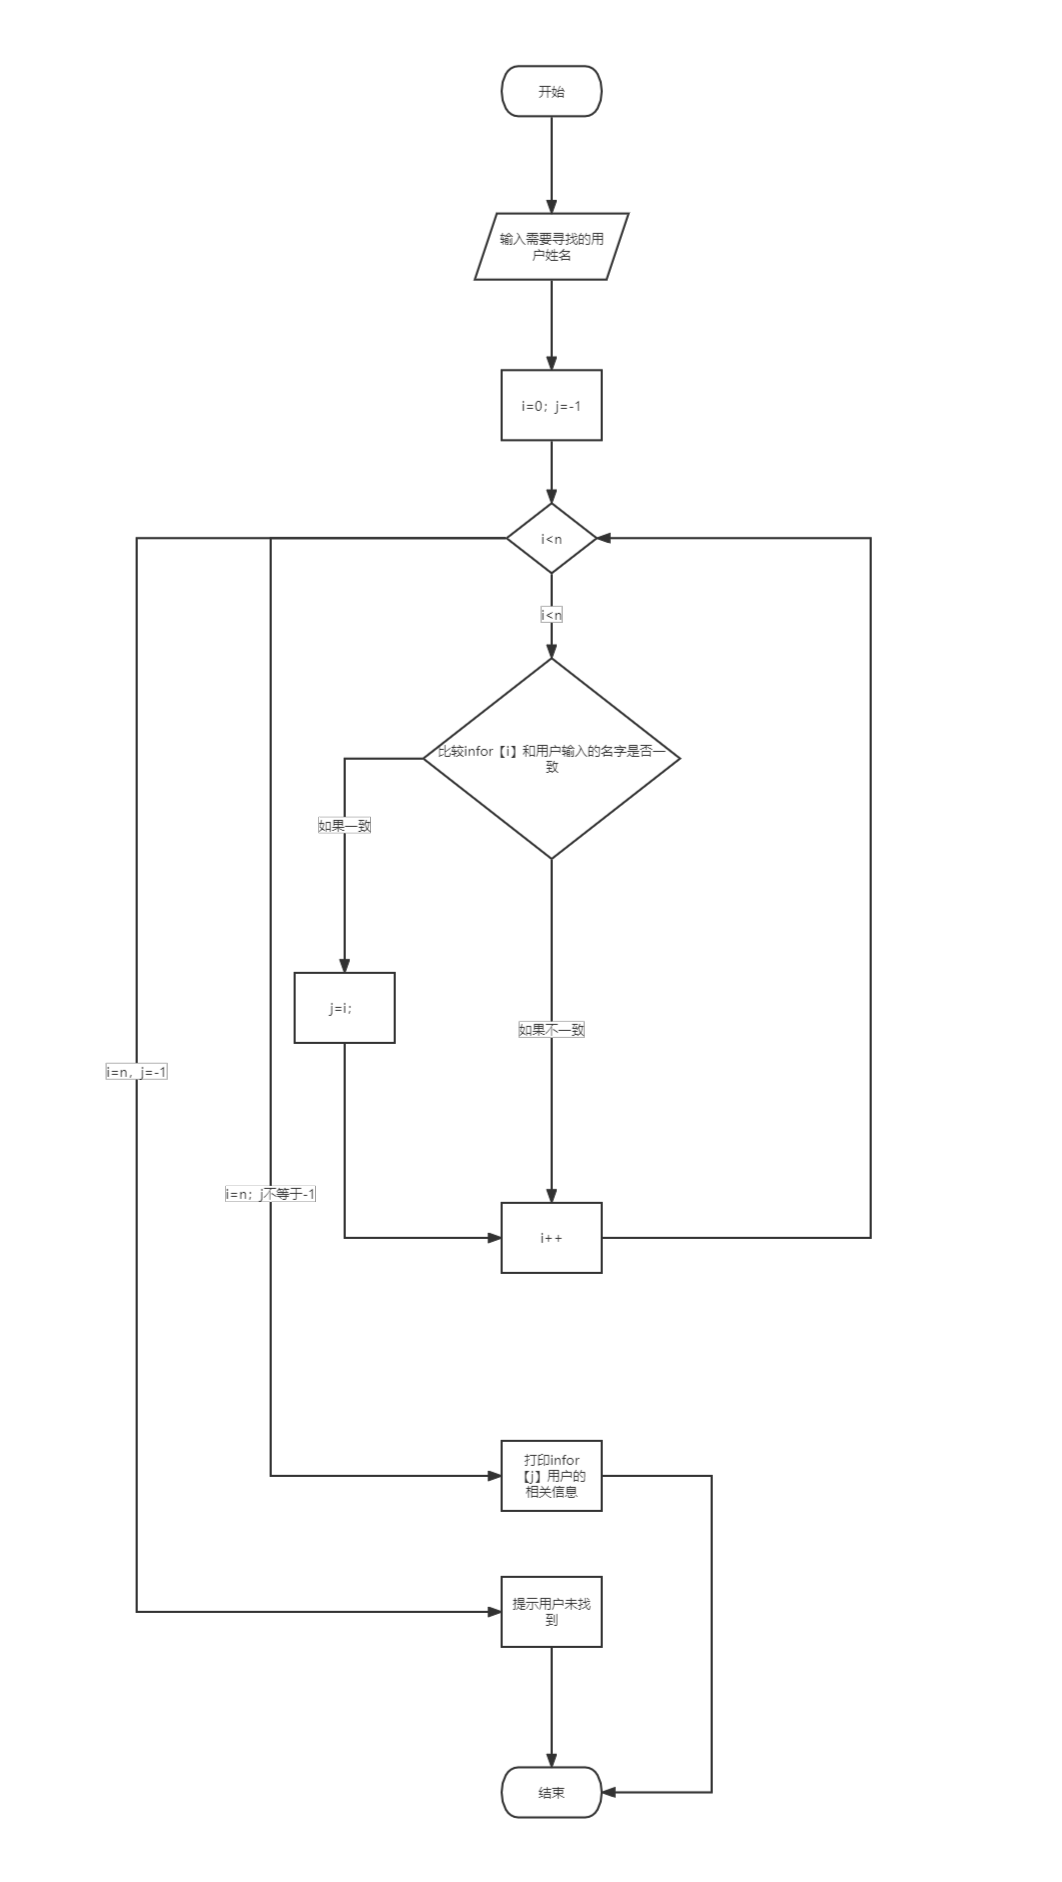 开始
输入需要寻找的用
户姓名
i=0；j=-1
i<n
i<n
比较infor【i】和用户输入的名字是否一
致
如果一致
j=i；
如果不一致
i=n，j=-1
i=n；j不等于-1
i++
打印infor
【j】用户的
相关信息
提示用户未找
到
结束